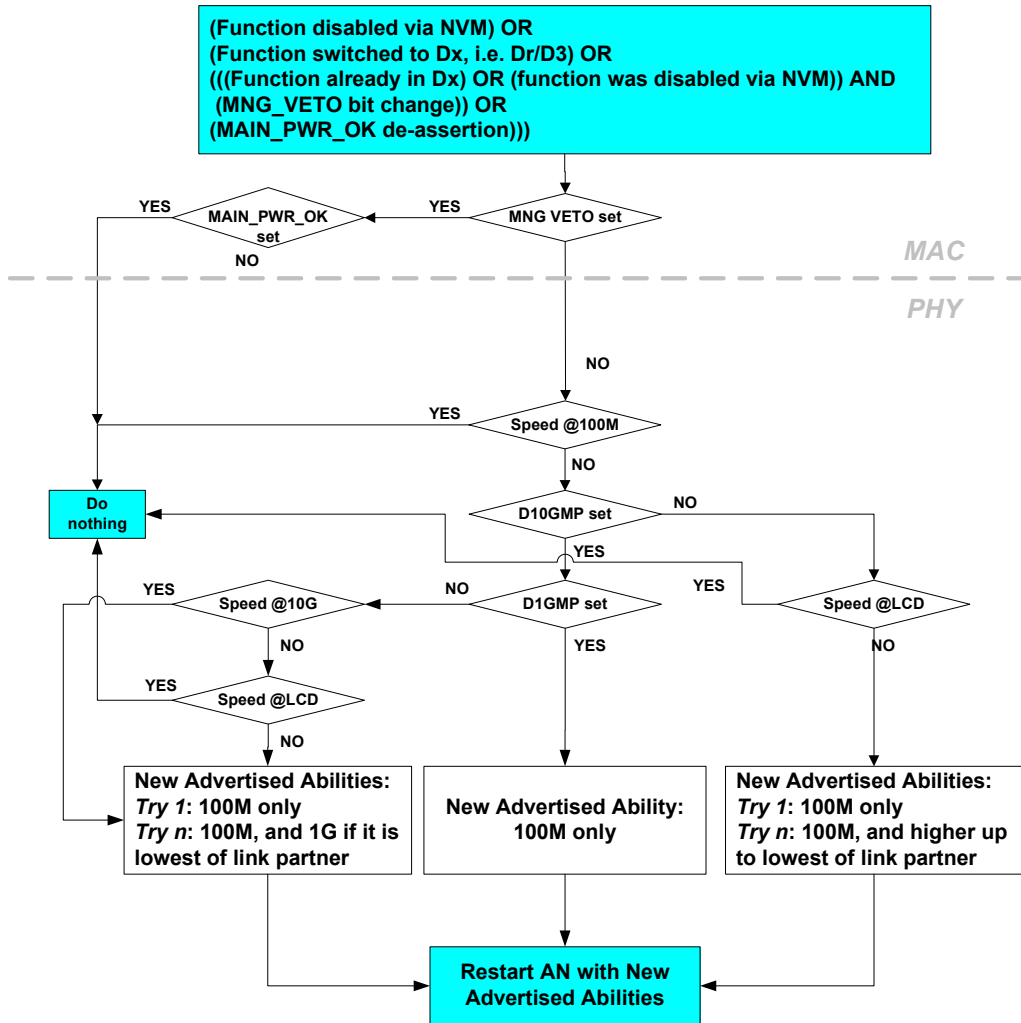 (Function disabled via NVM) OR
(Function switched to Dx, i.e. Dr/D3) OR
(((Function already in Dx) OR (function was disabled via NVM)) AND
(MNG_VETO bit change)) OR
(MAIN_PWR_OK de-assertion)))
YES
MAIN_PWR_OK
set
YES
MNG VETO set
NO
MAC
PHY
NO
YES
Speed @100M
NO
Do
nothing
D10GMP set
NO
YES
YES
Speed @10G
NO
D1GMP set
YES
Speed @LCD
NO
YES
NO
YES
Speed @LCD
NO
New Advertised Abilities:
Try 1: 100M only
Try n: 100M, and 1G if it is
lowest of link partner
New Advertised Ability:
100M only
New Advertised Abilities:
Try 1: 100M only
Try n: 100M, and higher up
to lowest of link partner
Restart AN with New
Advertised Abilities